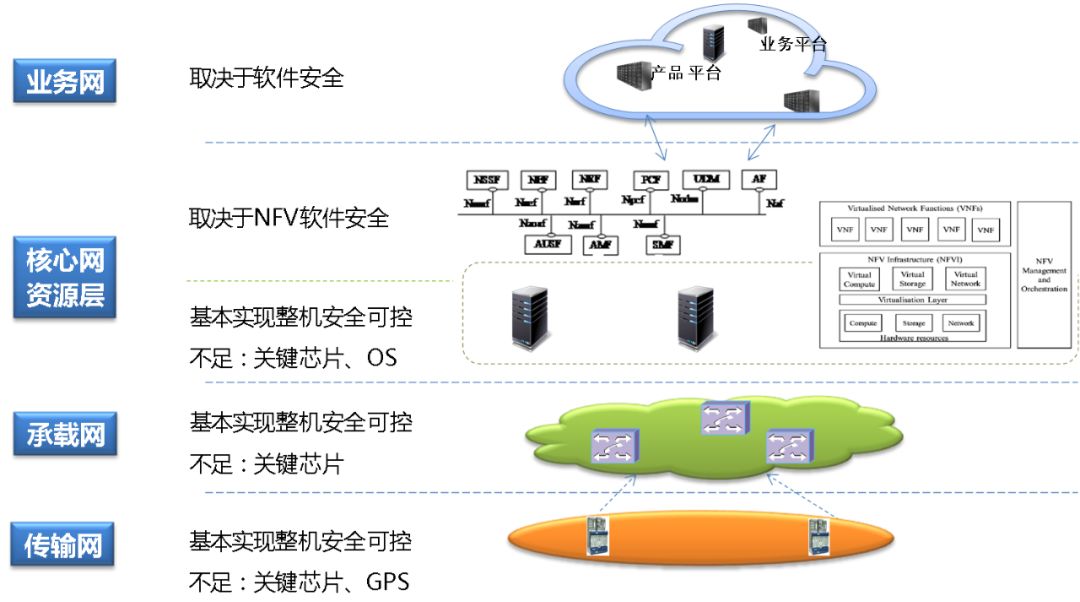 业务网
取决于软件安全
业务平台
产品 平台
核心网
资源层
取决于NFV软件安全
NSSF
NEF
NRF
PCF
UDM
AF
Nnssf
Nnef
Nnrf
Npcf
Nudm
Naf
Nausf
Namf
Nsmf
AUSF
AMF
SMF
Virtualised Network Functions (VNFs)
VNF
VNF
VNF
VNF
VNF
NFV Infrastructure (NFVI)
Virtual
Compute
Virtual
Storage
Virtual
Network
Virtualisation Layer
Compute
Storage
Network
Hardware resources
NFV
Management
and
Orchestration
基本实现整机安全可控
不足：关键芯片、OS
承载网
基本实现整机安全可控
不足：关键芯片
传输网
基本实现整机安全可控
不足：关键芯片、GPS